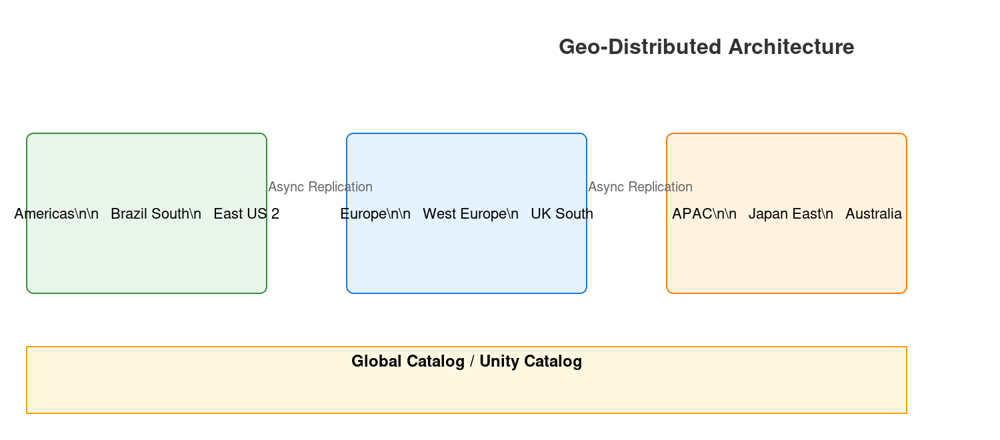 Geo-Distributed Architecture
Async Replication
Async Replication
Americas\n\n   Brazil South\n   East US 2
Europe\n\n   West Europe\n   UK South
APAC\n\n   Japan East\n   Australia
Global Catalog / Unity Catalog